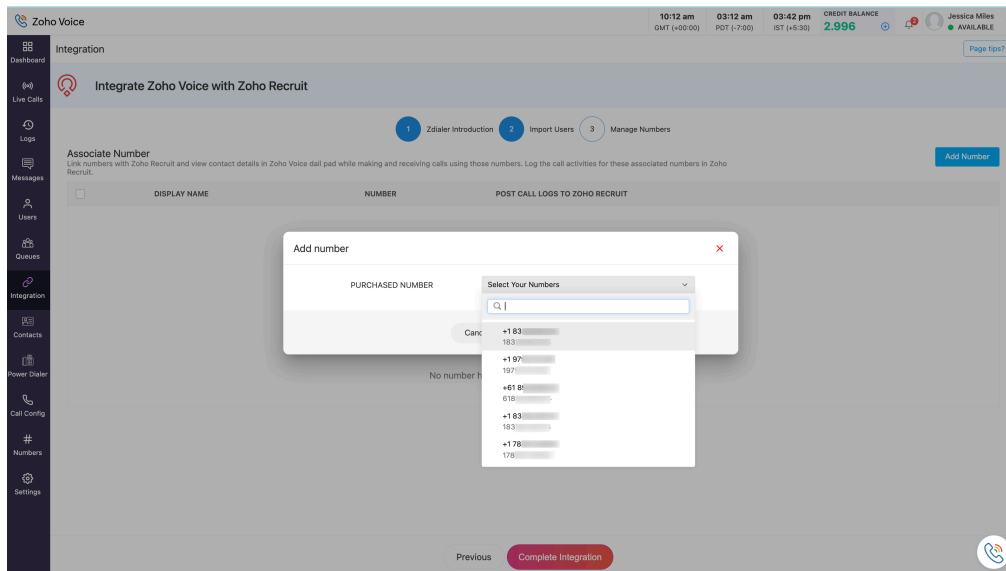 Zoho Voice
10:12 am
GMT (+00:00)
03:12 am
PDT (-7:00)
03:42 pm
IST (+5:30)
CREDIT BALANCE
2.996
2
Jessica Miles
AVAILABLE
Dashboard
Live Calls
Logs
Messages
Users
Queues
Integration
Contacts
Power Dialer
Call Config
Numbers
Settings
Integration
Page tips?
Integrate Zoho Voice with Zoho Recruit
1 Zdialer Introduction 2 Import Users 3 Manage Numbers
Associate Number
Link numbers with Zoho Recruit and view contact details in Zoho Voice dail pad while making and receiving calls using those numbers. Log the call activities for these associated numbers in Zoho
Recruit.
Add Number
DISPLAY NAME NUMBER POST CALL LOGS TO ZOHO RECRUIT
Add number
PURCHASED NUMBER
Select Your Numbers
+1 83
183
+1 97
197
+61 8
618
+1 83
183
+1 78
178
No number
Previous
Complete Integration